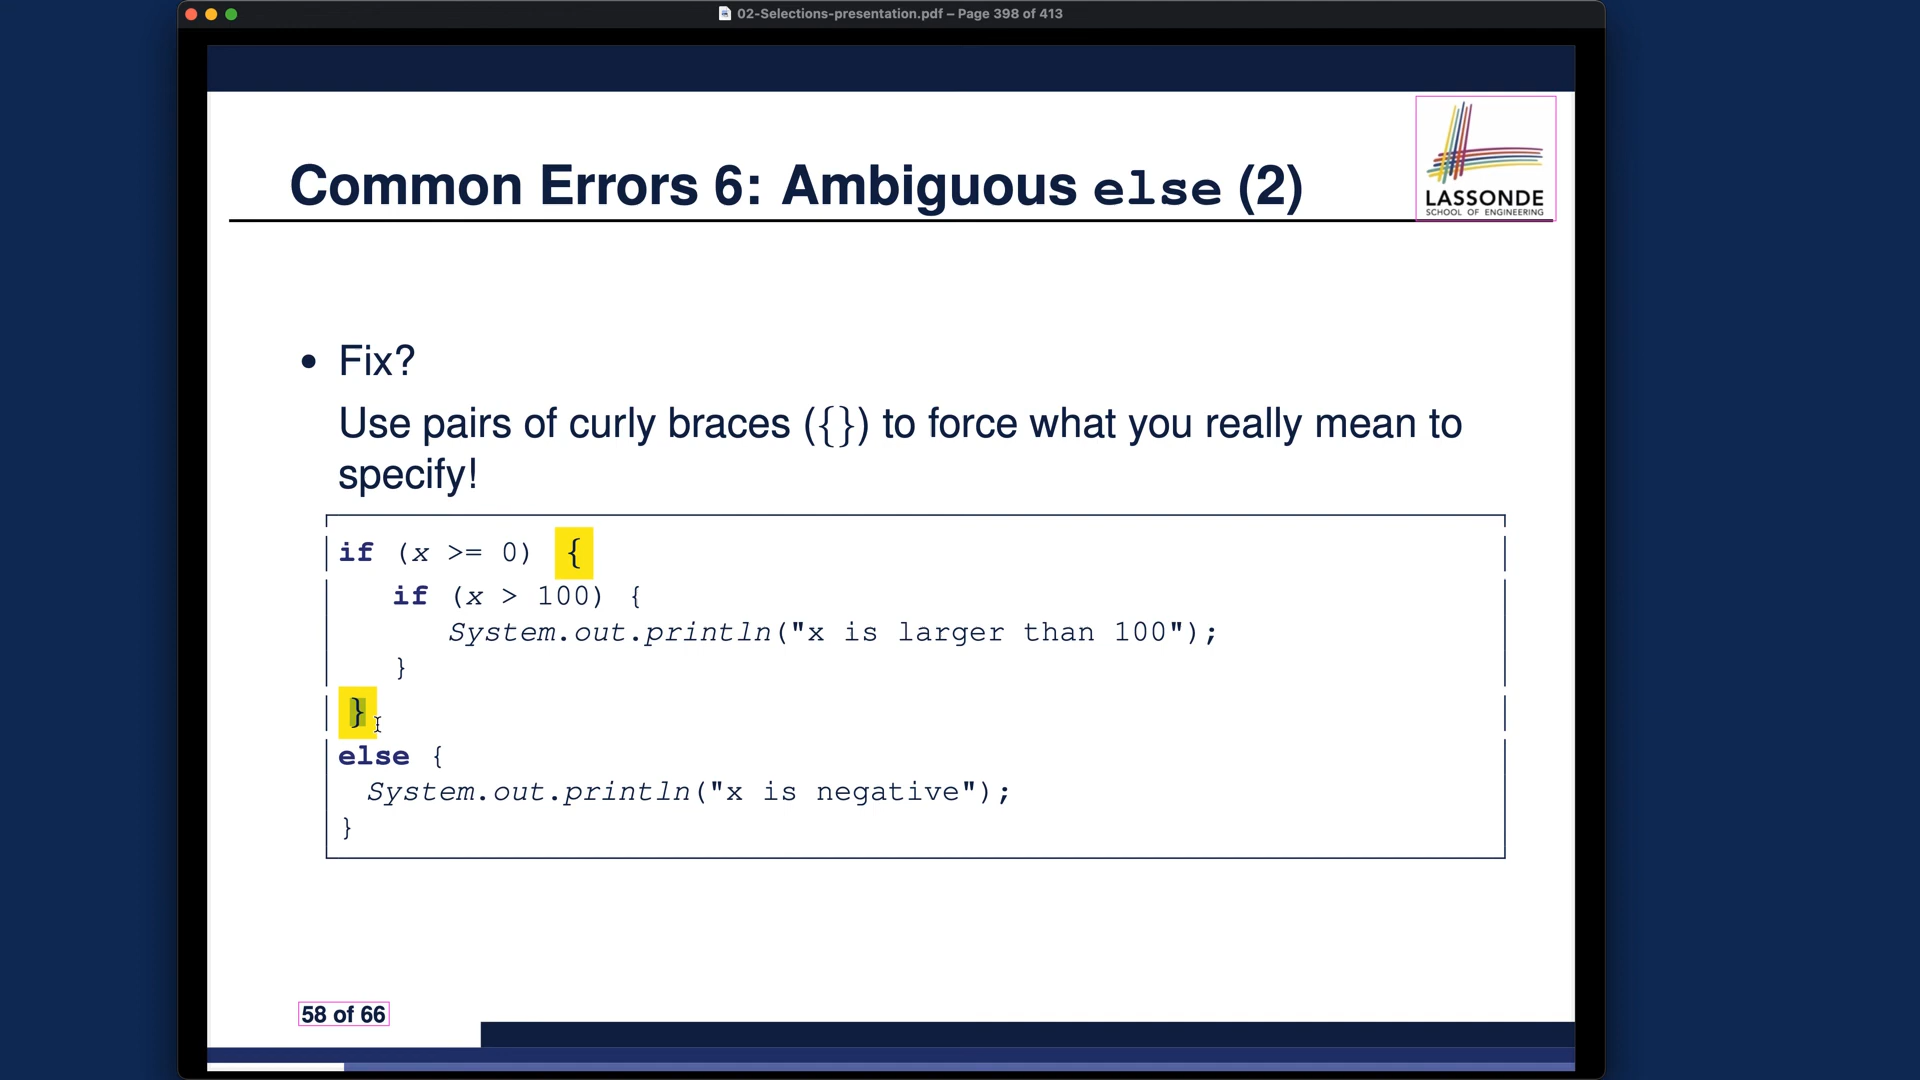 02-Selections-presentation.pdf – Page 398 of 413
LASSONDE
SCHOOL OF ENGINEERING
Common Errors 6: Ambiguous else (2)
• Fix?
Use pairs of curly braces ({}) to force what you really mean to
specify!
if (x >= 0) {
    if (x > 100) {
        System.out.println("x is larger than 100");
    }
}
else {
  System.out.println("x is negative");
}
58 of 66